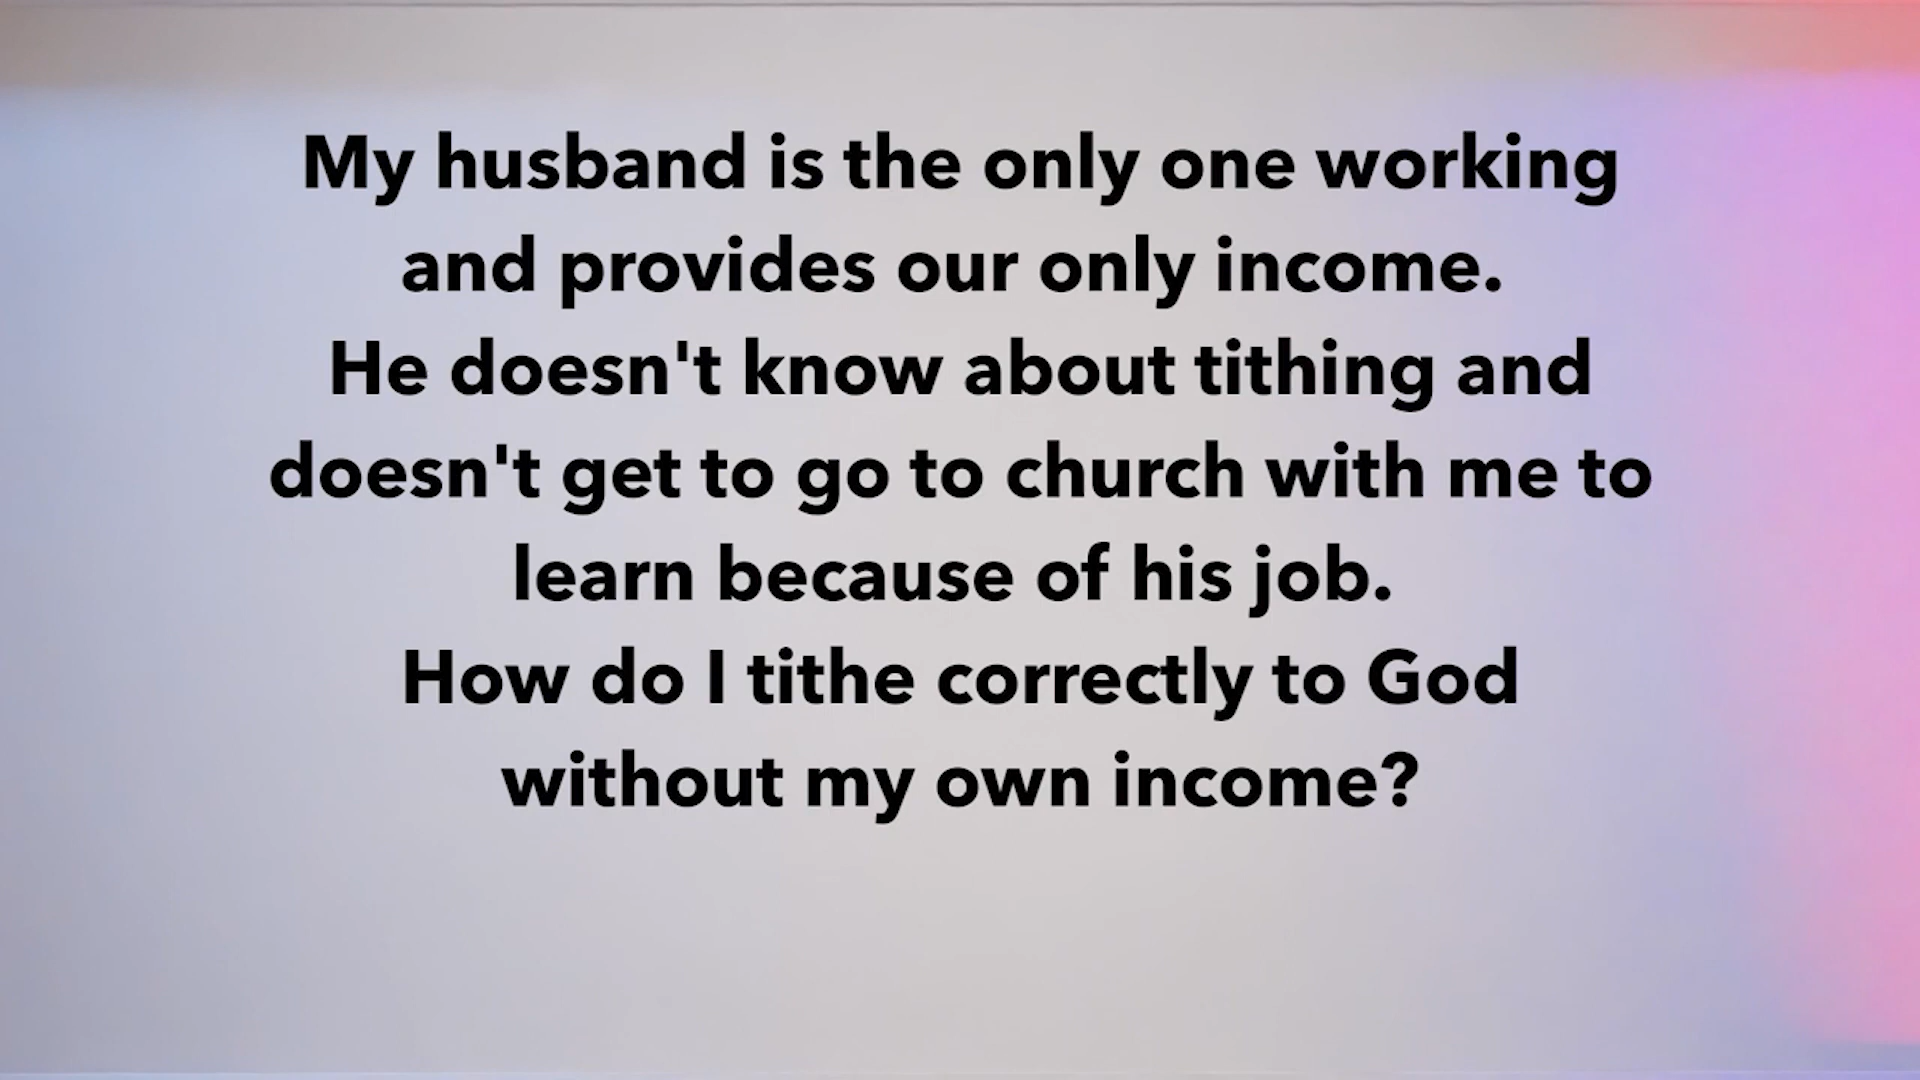 My husband is the only one working
and provides our only income.
He doesn't know about tithing and
doesn't get to go to church with me to
learn because of his job.
How do I tithe correctly to God
without my own income?